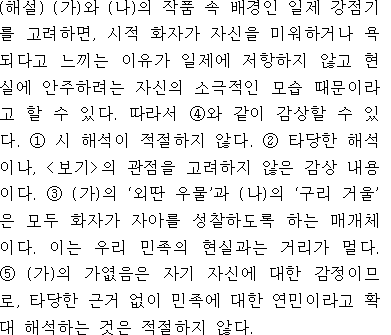 (해설) (가)와 (나)의 작품 속 배경인 일제 강점기
를 고려하면, 시적 화자가 자신을 미워하거나 욕
되다고 느끼는 이유가 일제에 저항하지 않고 현
실에 안주하려는 자신의 소극적인 모습 때문이라
고 할 수 있다. 따라서 ④와 같이 감상할 수 있
다. ① 시 해석이 적절하지 않다. ② 타당한 해석
이나, <보기>의 관점을 고려하지 않은 감상 내용
이다. ③ (가)의 ‘외딴 우물’과 (나)의 ‘구리 거울’
은 모두 화자가 자아를 성찰하도록 하는 매개체
이다. 이는 우리 민족의 현실과는 거리가 멀다.
⑤ (가)의 가엾음은 자기 자신에 대한 감정이므
로, 타당한 근거 없이 민족에 대한 연민이라고 확
대 해석하는 것은 적절하지 않다.